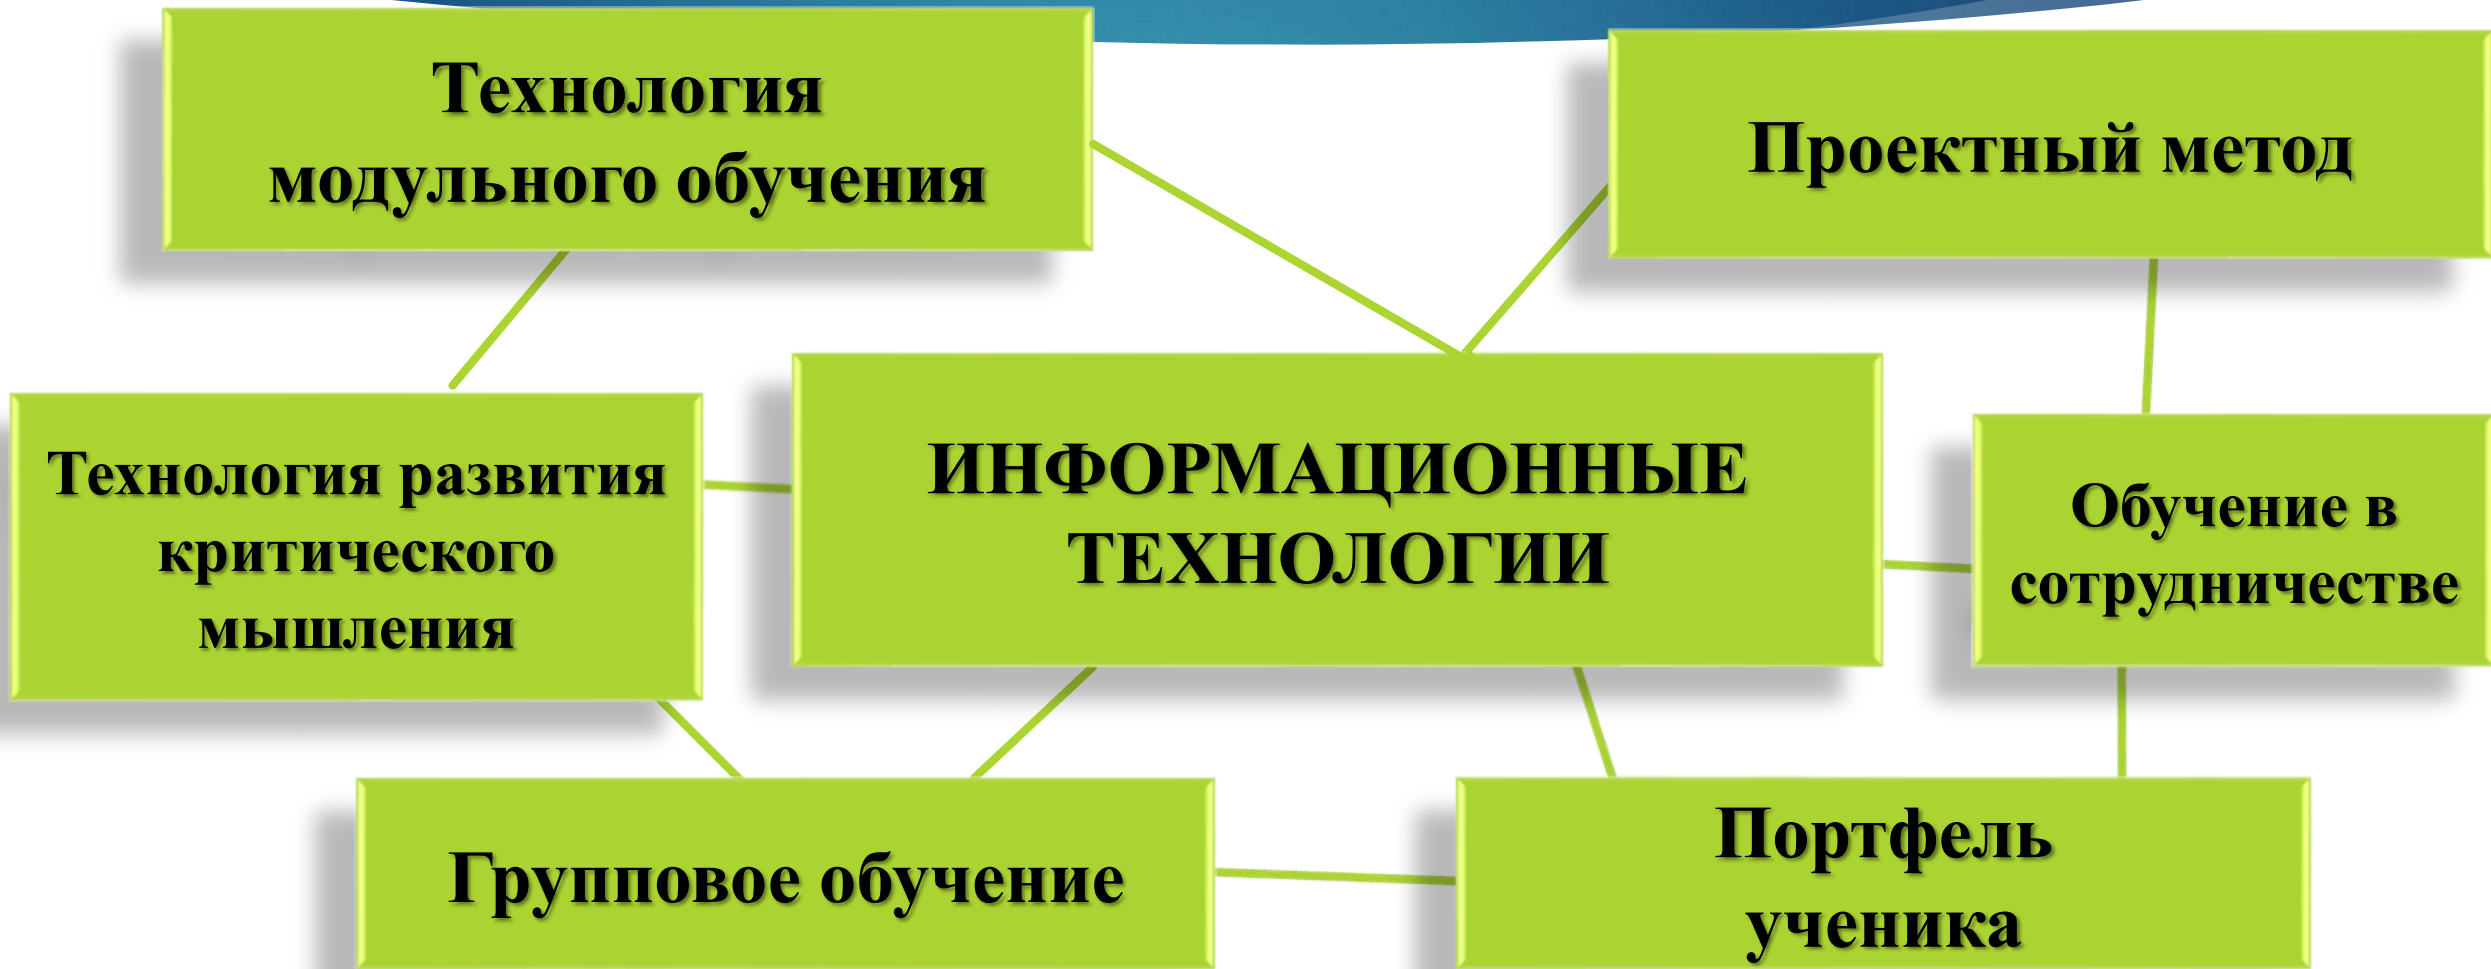 Технология
модульного обучения
Проектный метод
Технология развития
критического
мышления
ИНФОРМАЦИОННЫЕ
ТЕХНОЛОГИИ
Обучение в
сотрудничестве
Групповое обучение
Портфель
ученика